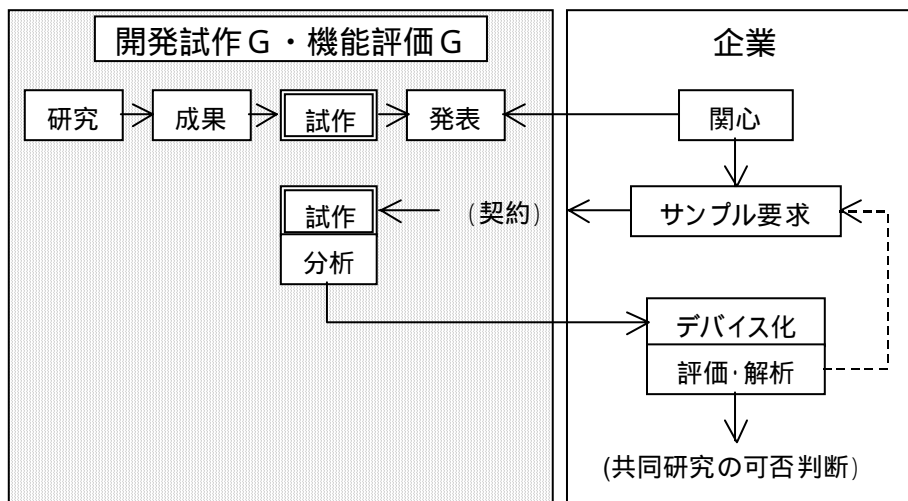 開発試作Ｇ・機能評価Ｇ
企業
研究
成果
試作
発表
関心
試作
(契約)
サンプル要求
分析
デバイス化
評価･解析
(共同研究の可否判断)